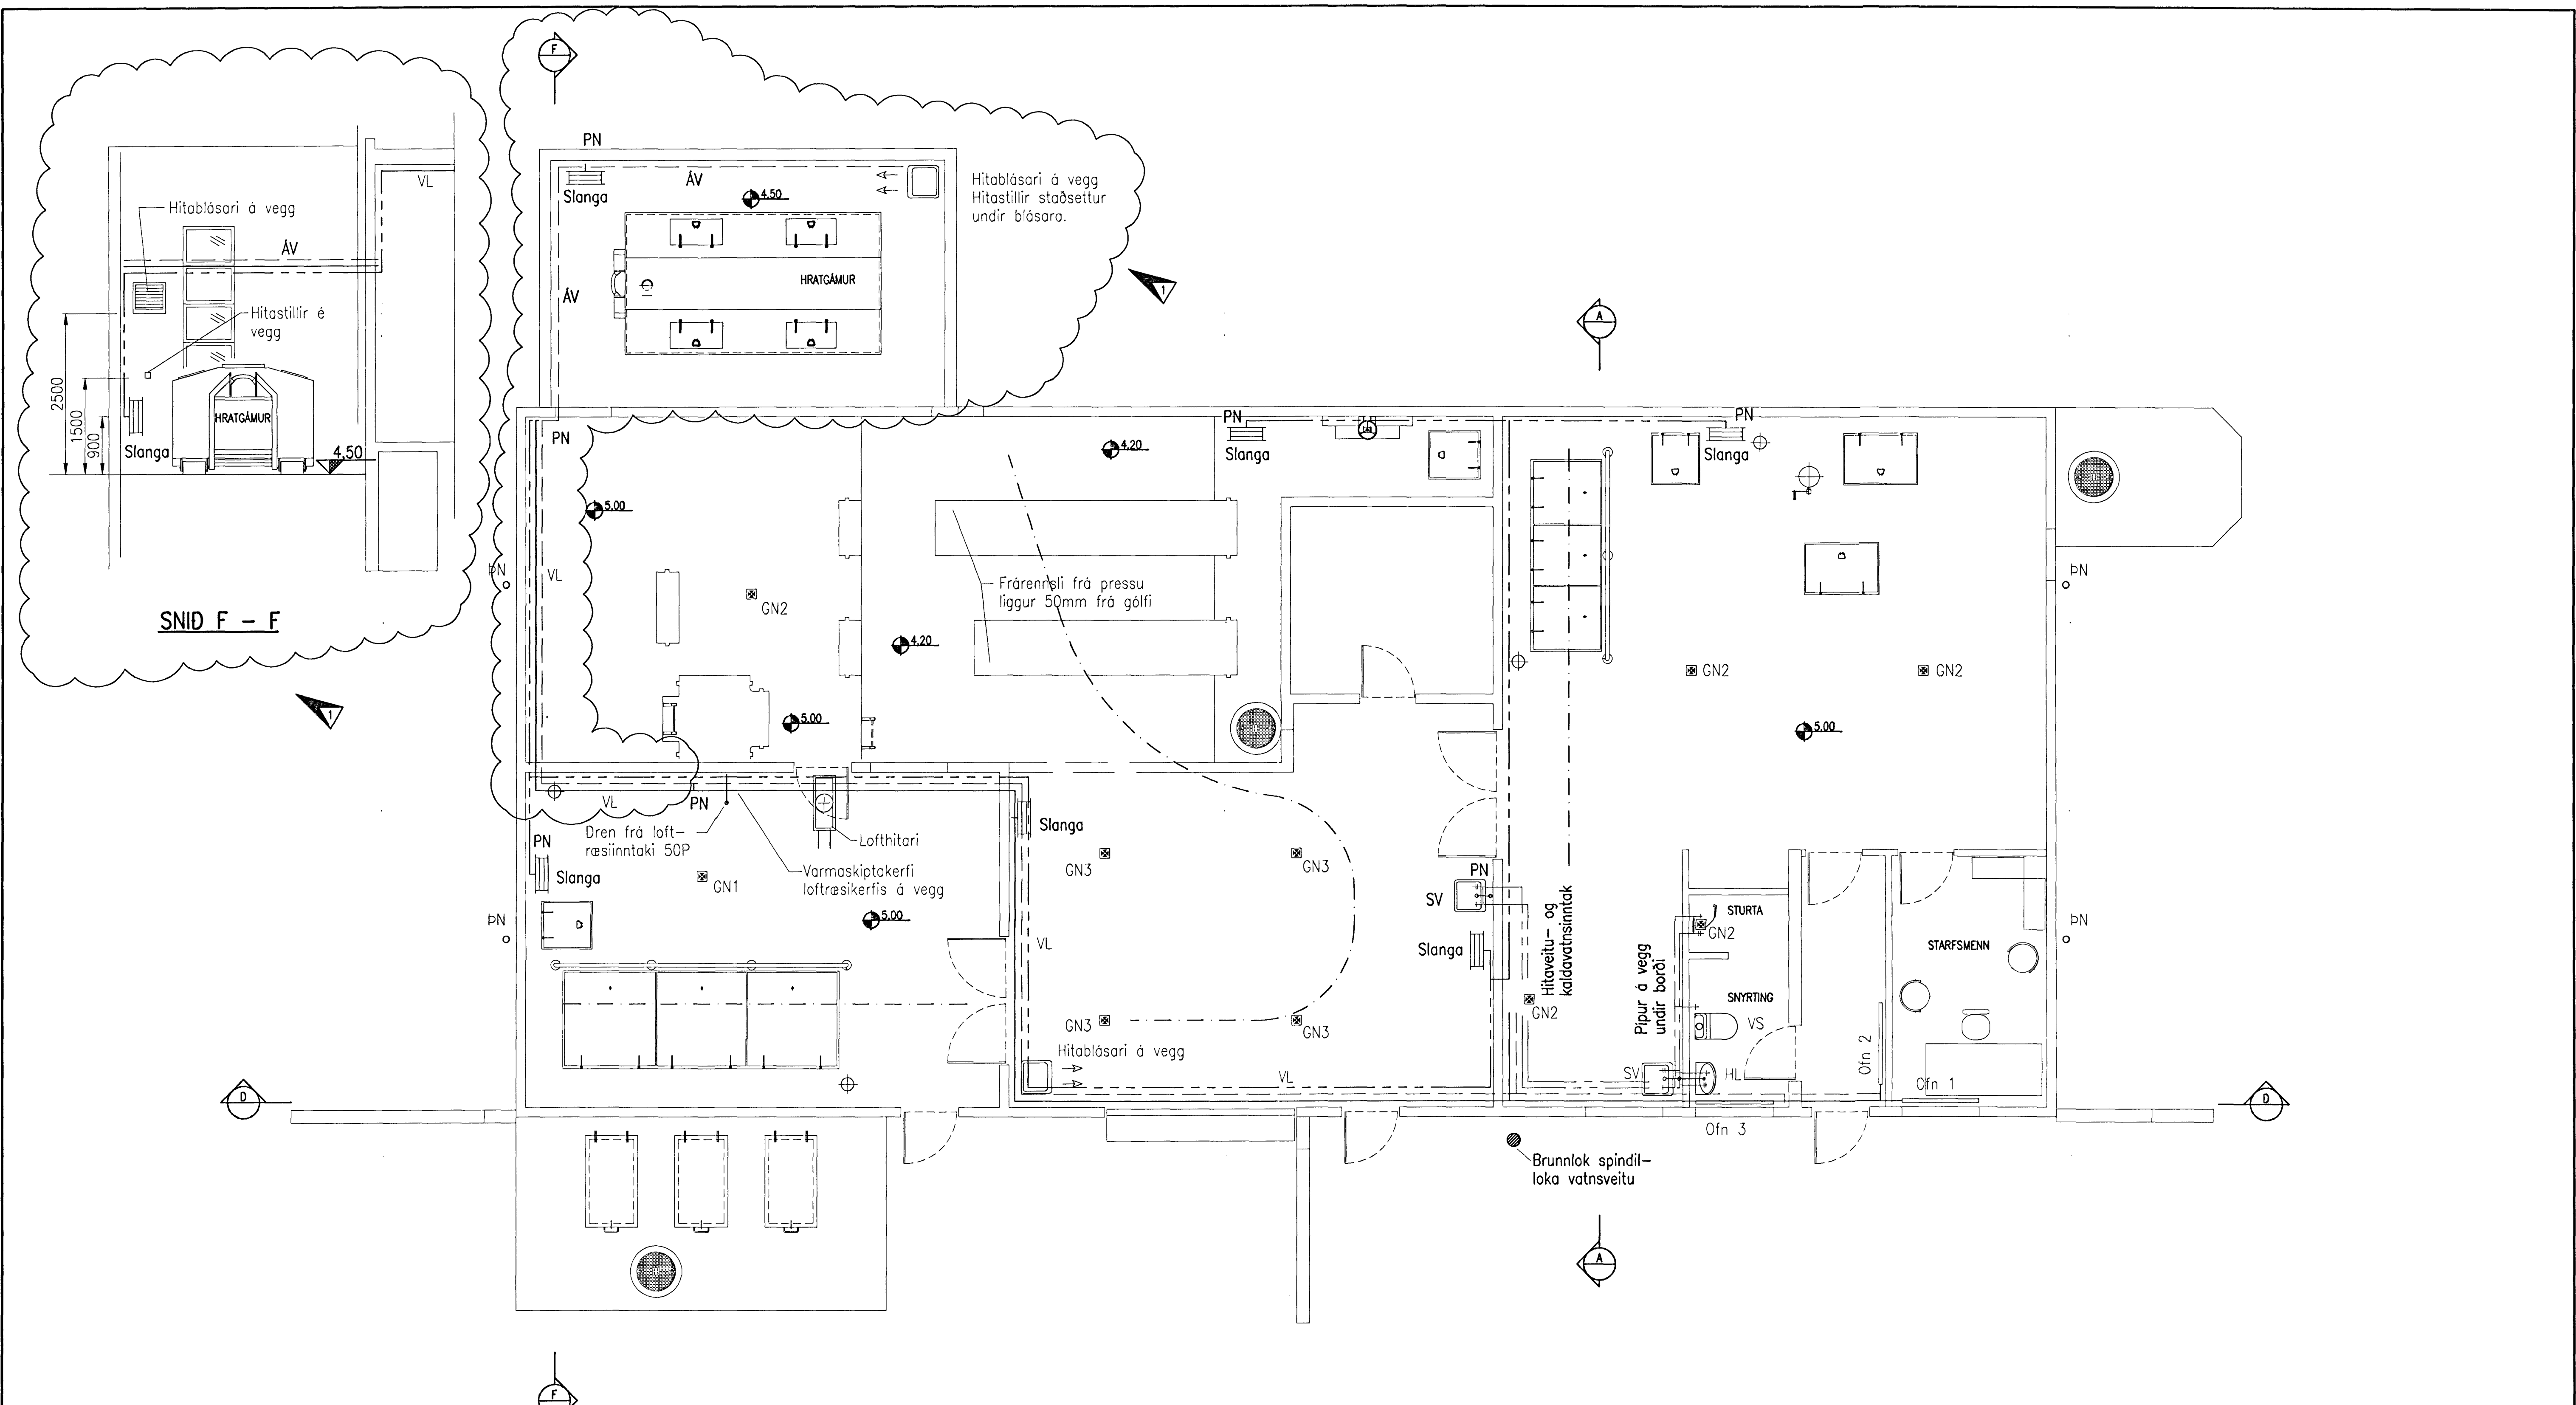 F
PN
ÁV
Slanga
4.50
Hitablásari á vegg
Hitastillir staðsettur
undir blásara.
HRATGÁMUR
ÁV
1
VL
Hitablásari á vegg
ÁV
Hitastillir é
vegg
2500
1500
900
HRATGÁMUR
Slanga
4.50
SNIÐ F - F
1
A
PN
PN
Slanga
PN
Slanga
4.20
5.00
ÞN
VL
GN2
Frárennsli frá pressu
liggur 50mm frá gólfi
4.20
5.00
ÞN
GN2
GN2
5.00
VL
PN
Dren frá loft-
ræsiinntaki 50P
Lofthitari
Varmaskiptakerfi
loftræsikerfis á vegg
PN
Slanga
GN1
5.00
ÞN
Slanga
GN3
GN3
VL
PN
SV
Slanga
GN3
GN3
Hitablásari á vegg
VL
Hitaveitu- og
kaldavatnsinntak
GN2
Pípur á vegg
undir borði
STURTA
GN2
SNYRTING
VS
SV
HL
STARFSMENN
ÞN
Ofn 2
Ofn 1
Ofn 3
D
D
Brunnlok spindil-
loka vatnsveitu
A
F